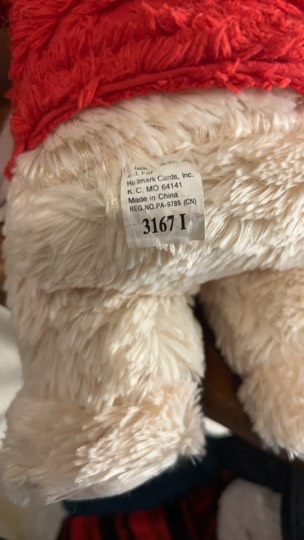 Hallmark Cards, Inc.
K. C. MO 64141
Made in China
REG.NO.PA-9785 (CN)
3167 I